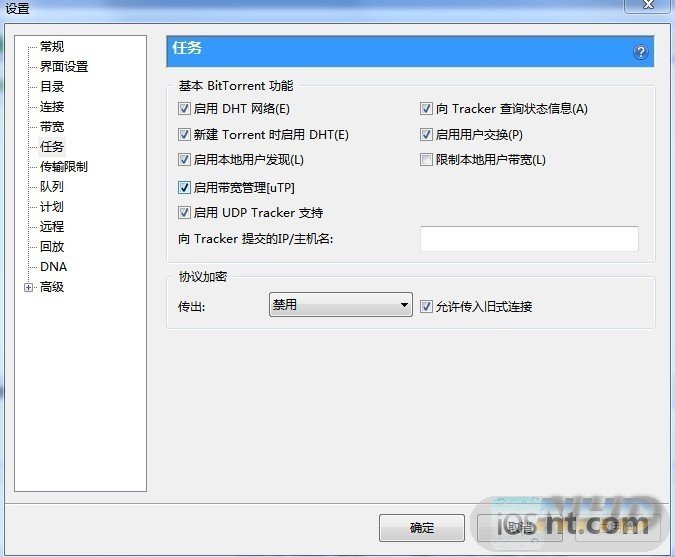 设置
常规
界面设置
目录
连接
带宽
任务
传输限制
队列
计划
远程
回放
DNA
高级
任务
基本 BitTorrent 功能
启用 DHT 网络(E)
向 Tracker 查询状态信息(A)
新建 Torrent 时启用 DHT(E)
启用用户交换(P)
启用本地用户发现(L)
限制本地用户带宽(L)
启用带宽管理[uTP]
启用 UDP Tracker 支持
向 Tracker 提交的IP/主机名:
协议加密
传出:
禁用
允许传入旧式连接
确定
取消
iosnt.com